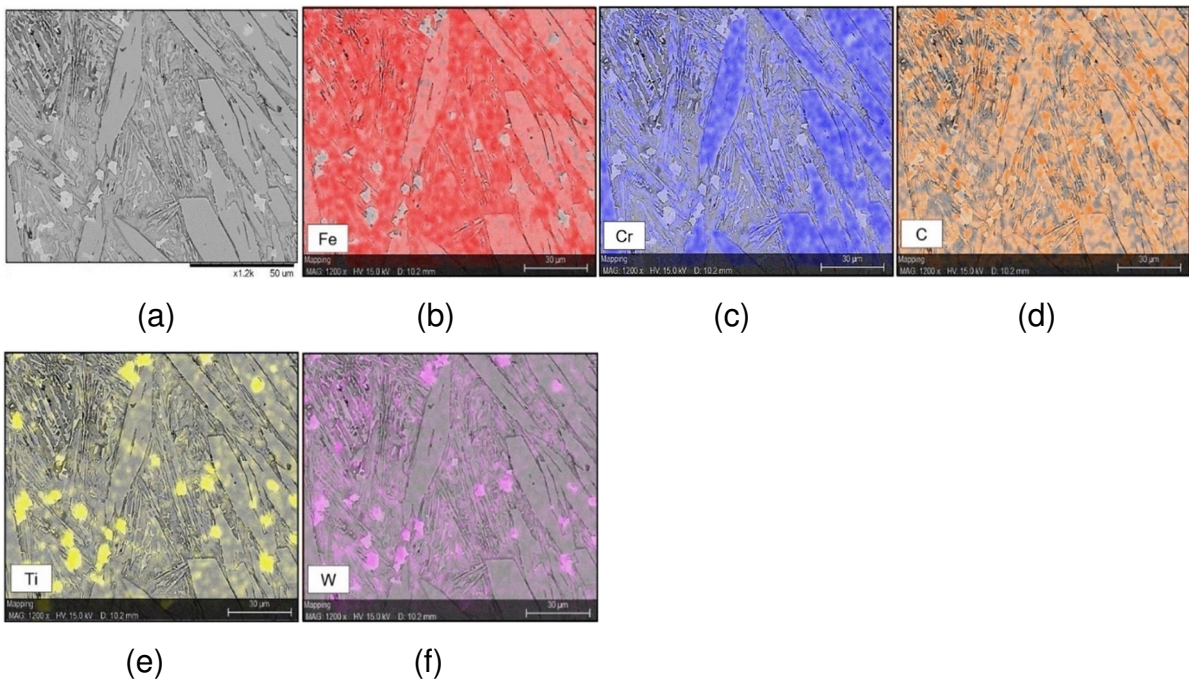 x1.2k 50 um
Fe
Mapping 30 µm
MAG: 1200 x HV: 15.0 kV D: 10.2 mm
Cr
Mapping 30 µm
MAG: 1200 x HV: 15.0 kV D: 10.2 mm
C
Mapping 30 µm
MAG: 1200 x HV: 15.0 kV D: 10.2 mm
(a) (b) (c) (d)
Ti
Mapping 30 µm
MAG: 1200 x HV: 15.0 kV D: 10.2 mm
W
Mapping 30 µm
MAG: 1200 x HV: 15.0 kV D: 10.2 mm
(e) (f)